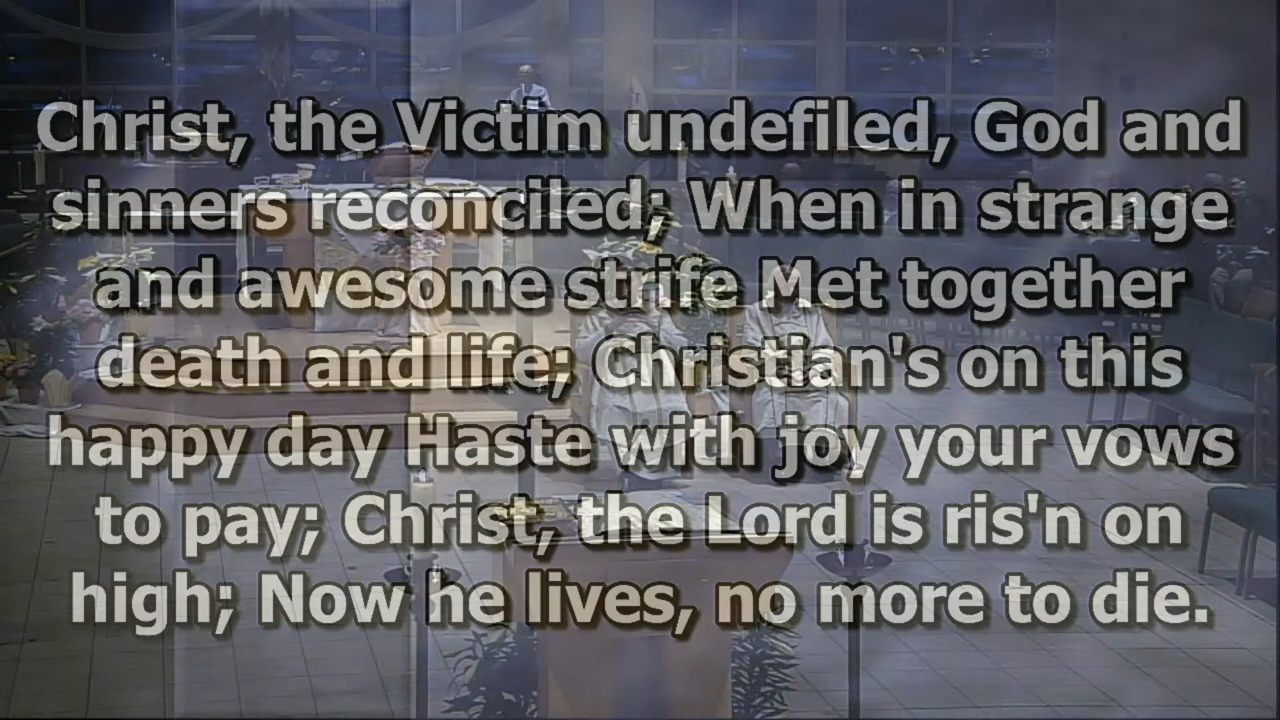 Christ, the Victim undefiled, God and
sinners reconciled; When in strange
and awesome strife Met together
death and life; Christian's on this
happy day Haste with joy your vows
to pay; Christ, the Lord is ris'n on
high; Now he lives, no more to die.